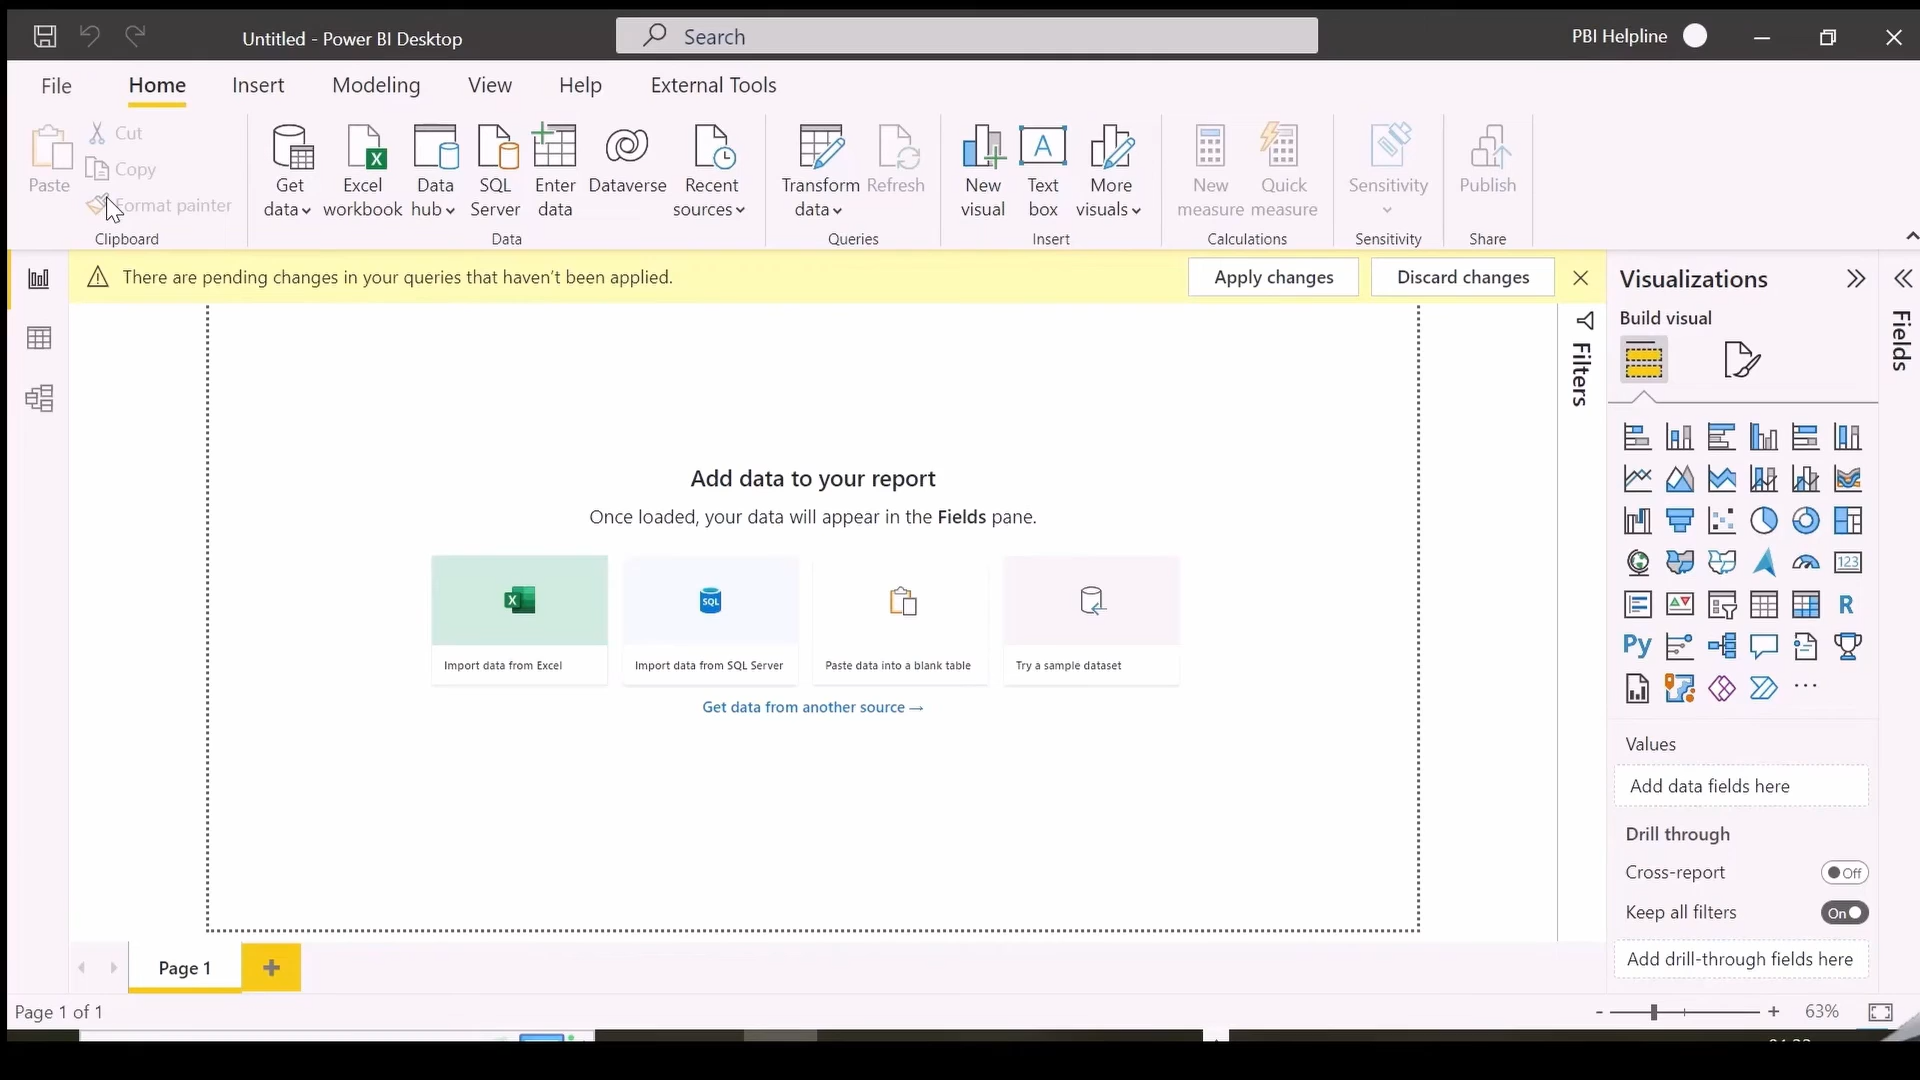 Untitled - Power BI Desktop
Search
PBI Helpline
File
Home
Insert
Modeling
View
Help
External Tools
Paste
Cut
Copy
Format painter
Clipboard
Get data
Excel workbook
Data hub
SQL Server
Enter data
Dataverse
Recent sources
Data
Transform data
Refresh
Queries
New visual
A
Text box
More visuals
Insert
New measure
Quick measure
Calculations
Sensitivity
Sensitivity
Publish
Share
There are pending changes in your queries that haven't been applied.
Apply changes
Discard changes
Filters
Visualizations
Build visual
Fields
Add data to your report
Once loaded, your data will appear in the Fields pane.
SQL
Import data from Excel
Import data from SQL Server
Paste data into a blank table
Try a sample dataset
Get data from another source →
123
R
Py
Values
Add data fields here
Drill through
Cross-report
Off
Keep all filters
On
Add drill-through fields here
Page 1
Page 1 of 1
63%